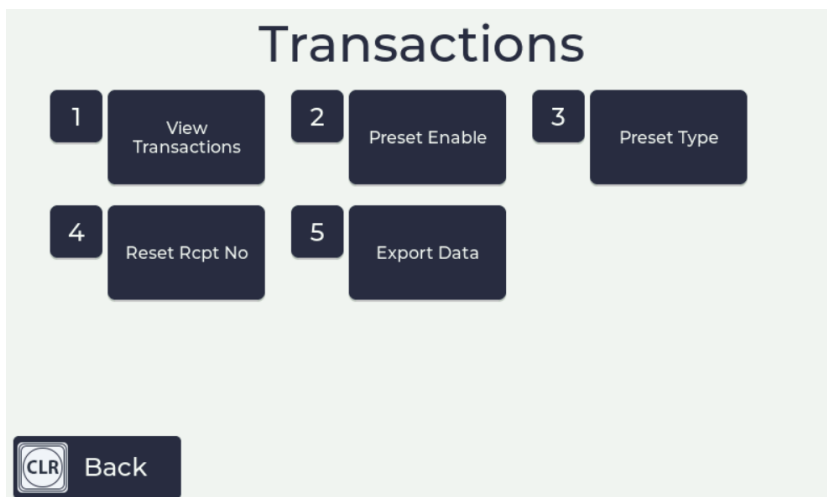 Transactions
1
View
Transactions
2
Preset Enable
3
Preset Type
4
Reset Rcpt No
5
Export Data
CLR
Back